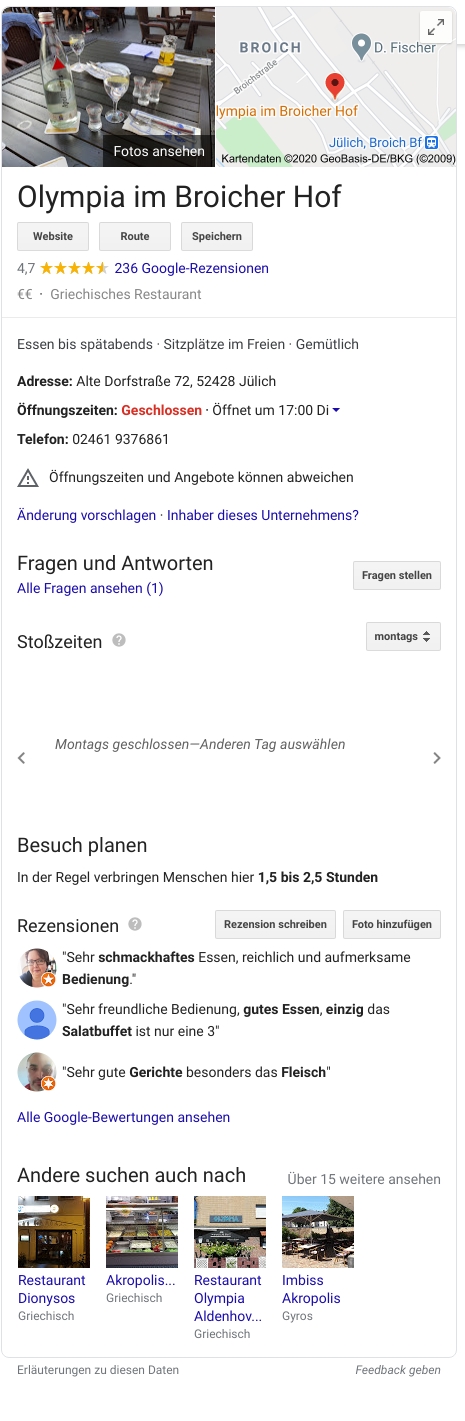 BROICH
D. Fischer
Broichstraße
lympia im Broicher Hof
Jülich, Broich Bf
Fotos ansehen
Kartendaten ©2020 GeoBasis-DE/BKG (©2009)
Olympia im Broicher Hof
Website Route Speichern
4,7 236 Google-Rezensionen
€€ · Griechisches Restaurant
Essen bis spätabends · Sitzplätze im Freien · Gemütlich
Adresse: Alte Dorfstraße 72, 52428 Jülich
Öffnungszeiten: Geschlossen · Öffnet um 17:00 Di
Telefon: 02461 9376861
Öffnungszeiten und Angebote können abweichen
Änderung vorschlagen · Inhaber dieses Unternehmens?
Fragen und Antworten
Fragen stellen
Alle Fragen ansehen (1)
Stoßzeiten ? montags
Montags geschlossen—Anderen Tag auswählen
Besuch planen
In der Regel verbringen Menschen hier 1,5 bis 2,5 Stunden
Rezensionen ? Rezension schreiben Foto hinzufügen
"Sehr schmackhaftes Essen, reichlich und aufmerksame
Bedienung."
"Sehr freundliche Bedienung, gutes Essen, einzig das
Salatbuffet ist nur eine 3"
"Sehr gute Gerichte besonders das Fleisch"
Alle Google-Bewertungen ansehen
Andere suchen auch nach Über 15 weitere ansehen
Restaurant
Dionysos
Griechisch
Akropolis...
Griechisch
Restaurant
Olympia
Aldenhov...
Griechisch
Imbiss
Akropolis
Gyros
Erläuterungen zu diesen Daten Feedback geben